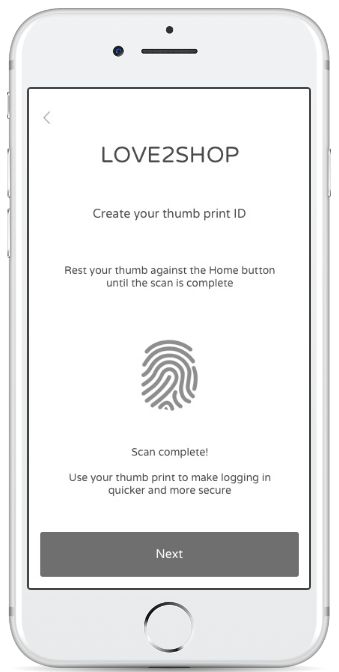 LOVE2SHOP
Create your thumb print ID
Rest your thumb against the Home button
until the scan is complete
Scan complete!
Use your thumb print to make logging in
quicker and more secure
Next